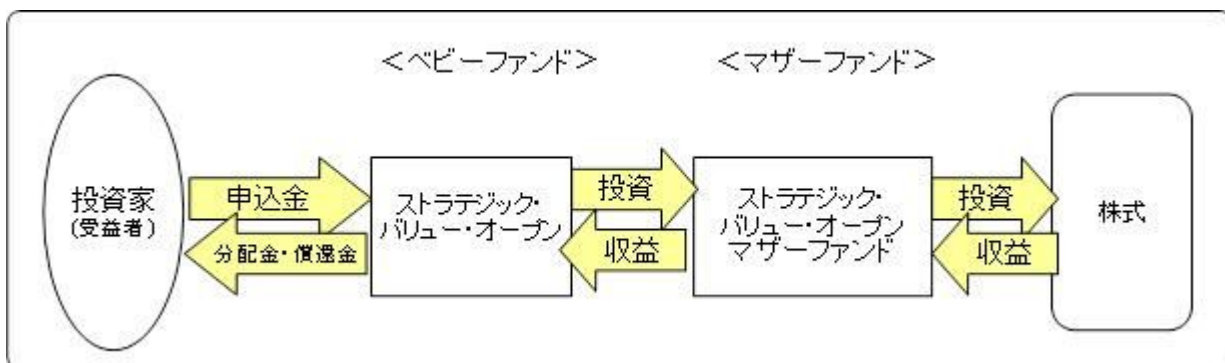 ＜ベビーファンド＞
＜マザーファンド＞
投資家
(受益者)
申込金
分配金・償還金
ストラテジック・
バリュー・オープン
投資
収益
ストラテジック・
バリュー・オープン
マザーファンド
投資
収益
株式